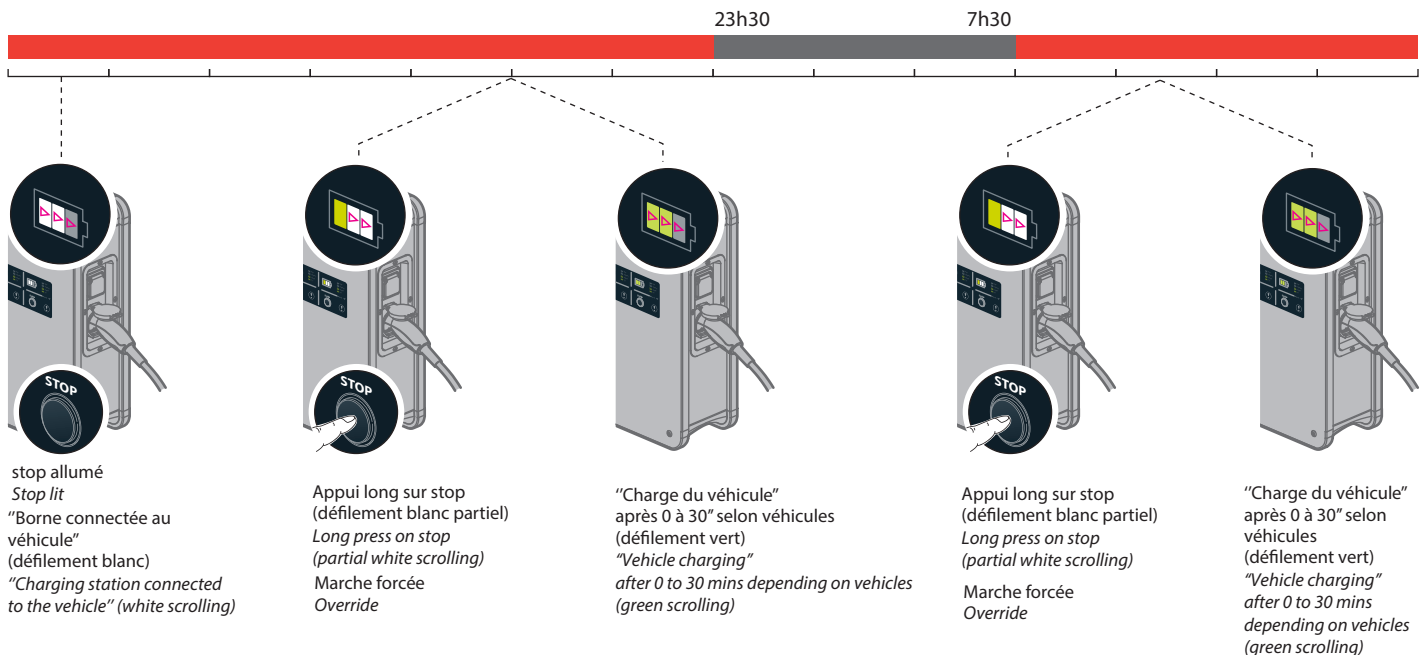 23h30
7h30
STOP
STOP
STOP
stop allumé
Stop lit
‘‘Borne connectée au
véhicule’’
(défilement blanc)
‘‘Charging station connected
to the vehicle’’ (white scrolling)
Appui long sur stop
(défilement blanc partiel)
Long press on stop
(partial white scrolling)
Marche forcée
Override
‘‘Charge du véhicule’’
après 0 à 30’’ selon véhicules
(défilement vert)
“Vehicle charging”
after 0 to 30 mins depending on vehicles
(green scrolling)
Appui long sur stop
(défilement blanc partiel)
Long press on stop
(partial white scrolling)
Marche forcée
Override
‘‘Charge du véhicule’’
après 0 à 30’’ selon
véhicules
(défilement vert)
“Vehicle charging”
after 0 to 30 mins
depending on vehicles
(green scrolling)